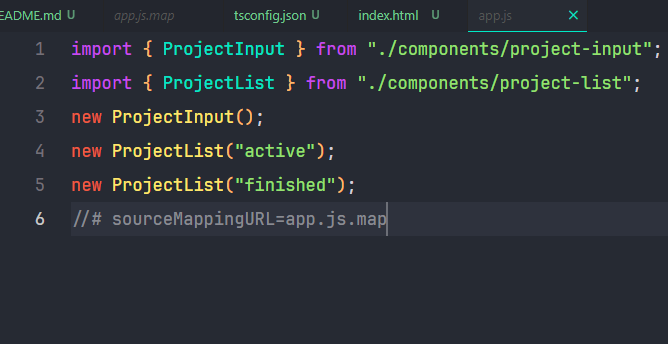 EADME.md U app.js.map tsconfig.json U index.html U app.js ×
1 import { ProjectInput } from "./components/project-input";
2 import { ProjectList } from "./components/project-list";
3 new ProjectInput();
4 new ProjectList("active");
5 new ProjectList("finished");
6 //# sourceMappingURL=app.js.map